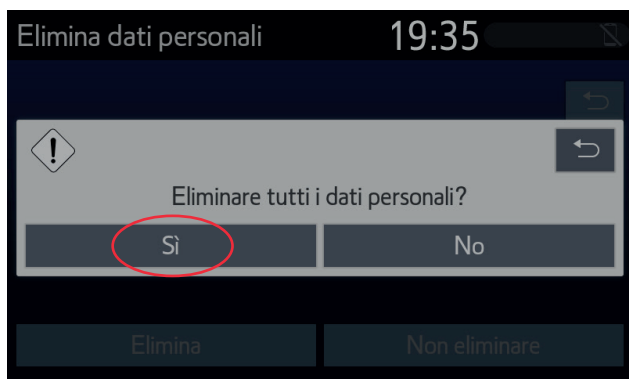 Elimina dati personali 19:35
!
Eliminare tutti i dati personali?
Sì No
Elimina Non eliminare